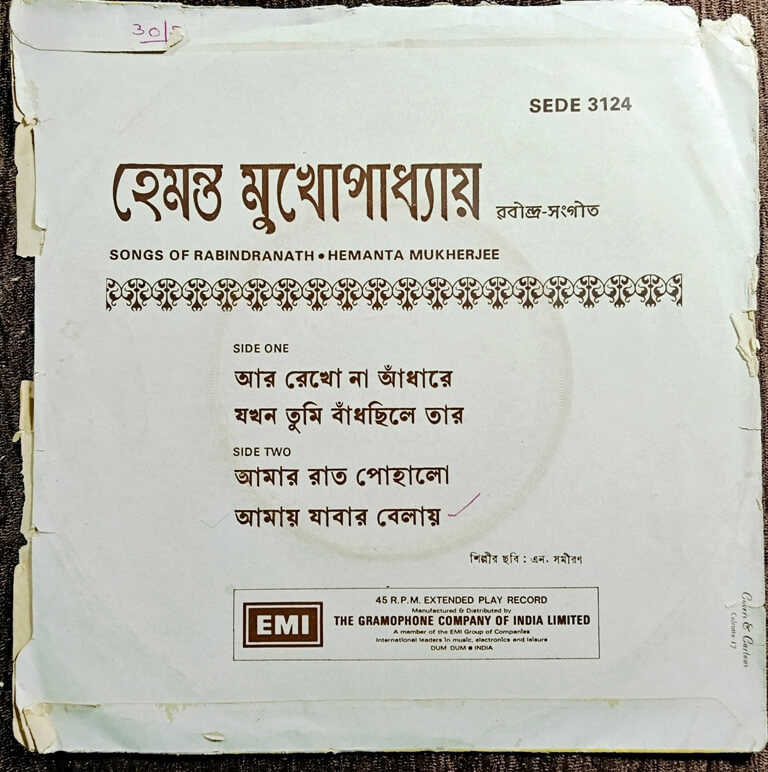 30/-
SEDE 3124
হেমন্ত মুখোপাধ্যায় রবীন্দ্র-সংগীত
SONGS OF RABINDRANATH • HEMANTA MUKHERJEE
SIDE ONE
আর রেখো না আঁধারে
যখন তুমি বাঁধছিলে তার
SIDE TWO
আমার রাত পোহালো
আমায় যাবার বেলায়
শিল্পীর ছবি : এন. সমীরণ
EMI
45 R.P.M. EXTENDED PLAY RECORD
Manufactured & Distributed by
THE GRAMOPHONE COMPANY OF INDIA LIMITED
A member of the EMI Group of Companies
International leaders in music, electronics and leisure
DUM DUM • INDIA
Calcutta 17